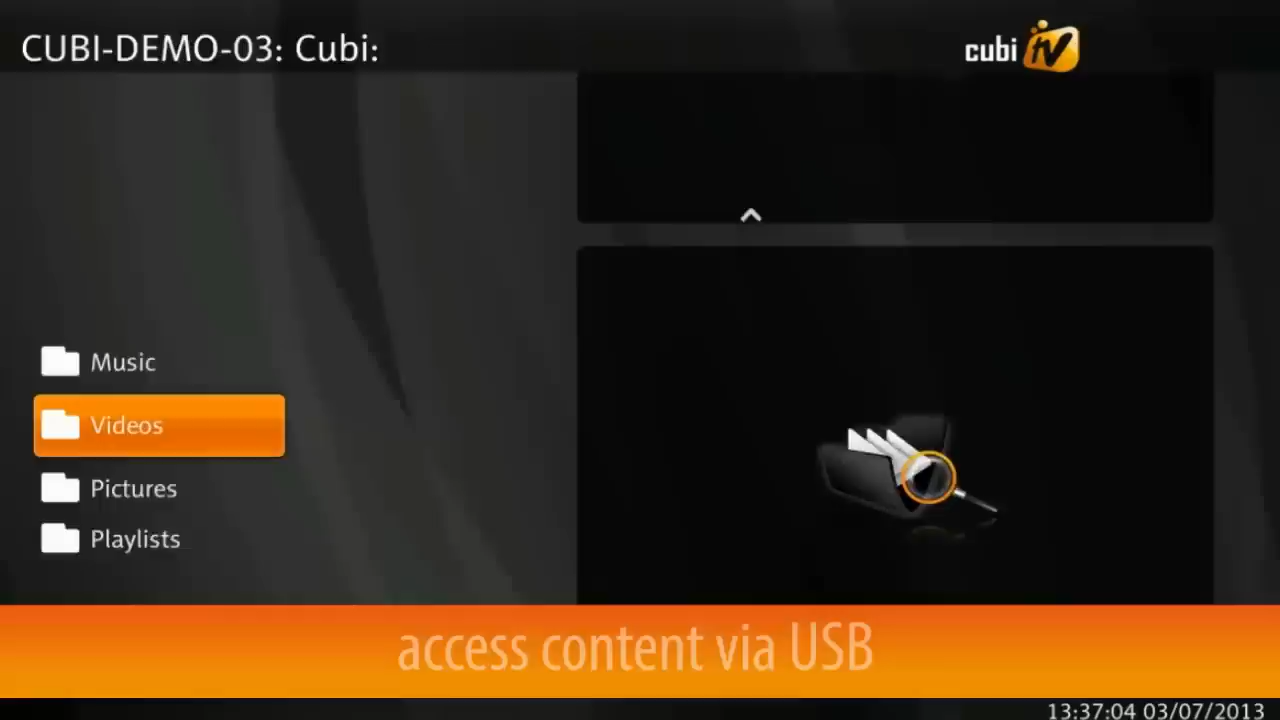 CUBI-DEMO-03: Cubi:
cubi tv
Music
Videos
Pictures
Playlists
access content via USB
13:37:04 03/07/2013